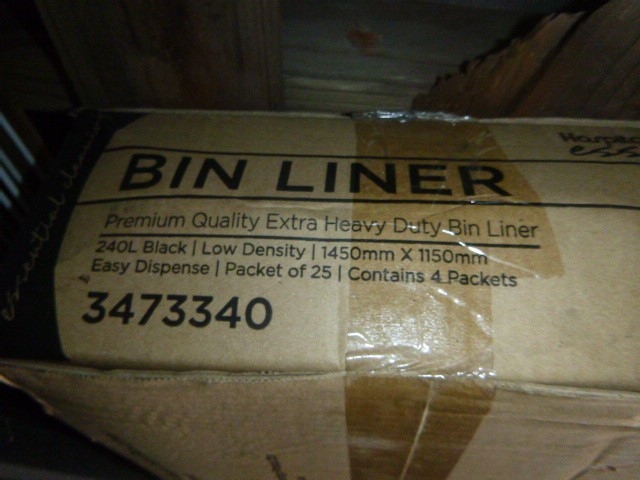 BIN LINER
Premium Quality Extra Heavy Duty Bin Liner
240L Black | Low Density | 1450mm X 1150mm
Easy Dispense | Packet of 25 | Contains 4 Packets
3473340
essential